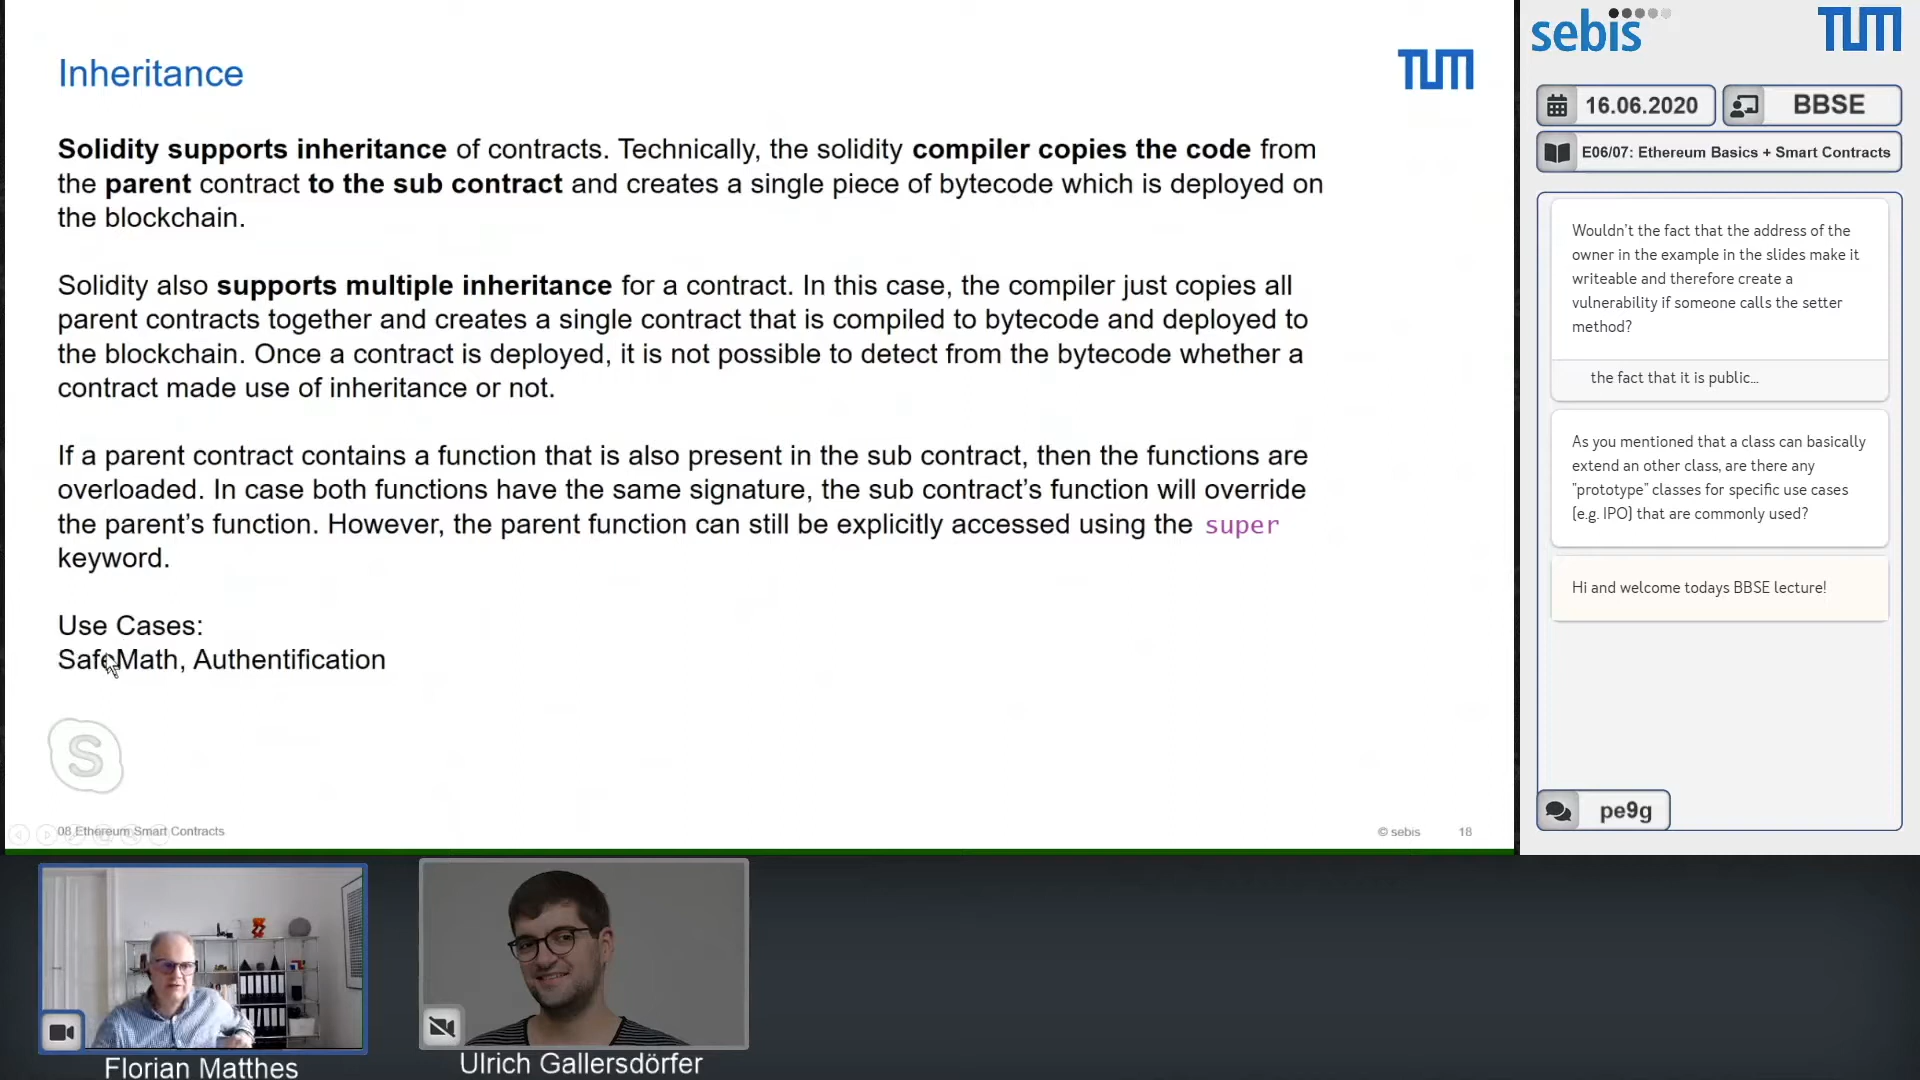 Inheritance
TUM
Solidity supports inheritance of contracts. Technically, the solidity compiler copies the code from
the parent contract to the sub contract and creates a single piece of bytecode which is deployed on
the blockchain.
Solidity also supports multiple inheritance for a contract. In this case, the compiler just copies all
parent contracts together and creates a single contract that is compiled to bytecode and deployed to
the blockchain. Once a contract is deployed, it is not possible to detect from the bytecode whether a
contract made use of inheritance or not.
If a parent contract contains a function that is also present in the sub contract, then the functions are
overloaded. In case both functions have the same signature, the sub contract's function will override
the parent's function. However, the parent function can still be explicitly accessed using the super
keyword.
Use Cases:
SafeMath, Authentification
S
08 Ethereum Smart Contracts
© sebis 18
sebis
TUM
16.06.2020
BBSE
E06/07: Ethereum Basics + Smart Contracts
Wouldn't the fact that the address of the
owner in the example in the slides make it
writeable and therefore create a
vulnerability if someone calls the setter
method?
the fact that it is public...
As you mentioned that a class can basically
extend an other class, are there any
"prototype" classes for specific use cases
(e.g. IPO) that are commonly used?
Hi and welcome todays BBSE lecture!
pe9g
Florian Matthes
Ulrich Gallersdörfer